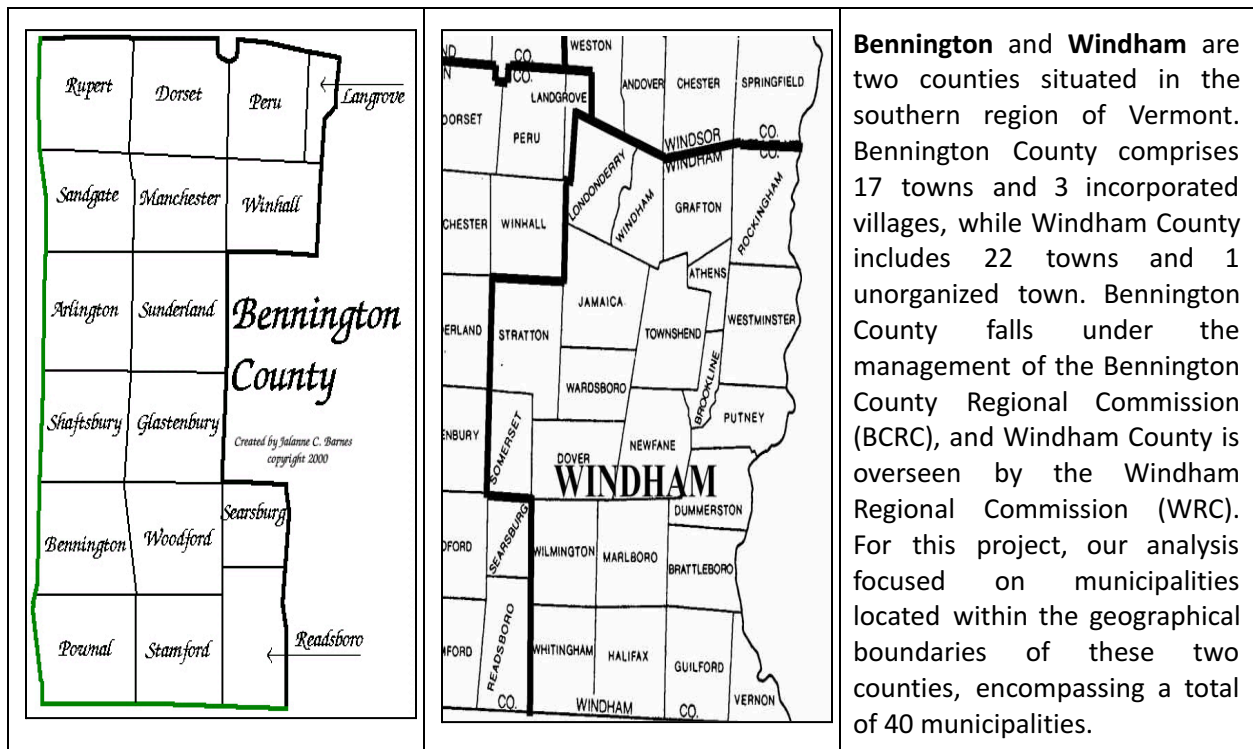 Rupert
Dorset
Peru
Langrove
Sandgate
Manchester
Winhall
Arlington
Sunderland
Bennington
County
Shaftsbury
Glastenbury
Created by Jalanne C. Barnes
copyright 2000
Searsburg
Bennington
Woodford
Pownal
Stamford
Readsboro
ND
CO.
WESTON
N
CO.
LANDGROVE
ANDOVER
CHESTER
SPRINGFIELD
DORSET
PERU
WINDSOR
CO.
WINDHAM
CO.
LONDONDERRY
WINDHAM
GRAFTON
ROCKINGHAM
CHESTER
WINHALL
ATHENS
JAMAICA
DERLAND
STRATTON
TOWNSHEND
WESTMINSTER
WARDSBORO
BROOKLINE
PUTNEY
ENBURY
SOMERSET
DOVER
NEWFANE
WINDHAM
DUMMERSTON
DFORD
SEARSBURG
WILMINGTON
MARLBORO
BRATTLEBORO
MFORD
READSBORO
WHITINGHAM
HALIFAX
GUILFORD
VERNON
CO.
WINDHAM
CO.
Bennington and Windham are
two counties situated in the
southern region of Vermont.
Bennington County comprises
17 towns and 3 incorporated
villages, while Windham County
includes 22 towns and 1
unorganized town. Bennington
County falls under the
management of the Bennington
County Regional Commission
(BCRC), and Windham County is
overseen by the Windham
Regional Commission (WRC).
For this project, our analysis
focused on municipalities
located within the geographical
boundaries of these two
counties, encompassing a total
of 40 municipalities.